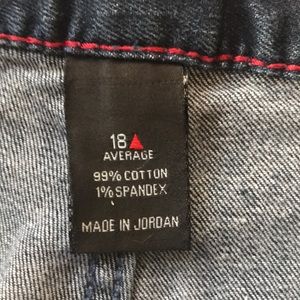 18
AVERAGE
99% COTTON
1% SPANDEX
MADE IN JORDAN